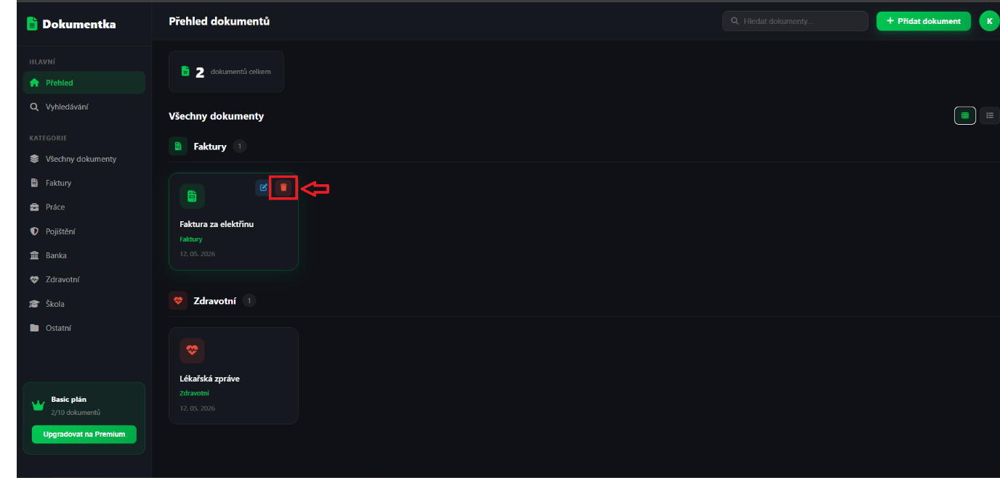 Dokumentka
Přehled dokumentů
Hledat dokumenty...
+ Přidat dokument
K
HLAVNÍ
Přehled
Vyhledávání
KATEGORIE
Všechny dokumenty
Faktury
Práce
Pojištění
Banka
Zdravotní
Škola
Ostatní
Basic plán
2/10 dokumentů
Upgradovat na Premium
2 dokumentů celkem
Všechny dokumenty
Faktury 1
Faktura za elektřinu
Faktury
12. 05. 2026
Zdravotní 1
Lékařská zpráve
Zdravotní
12. 05. 2026